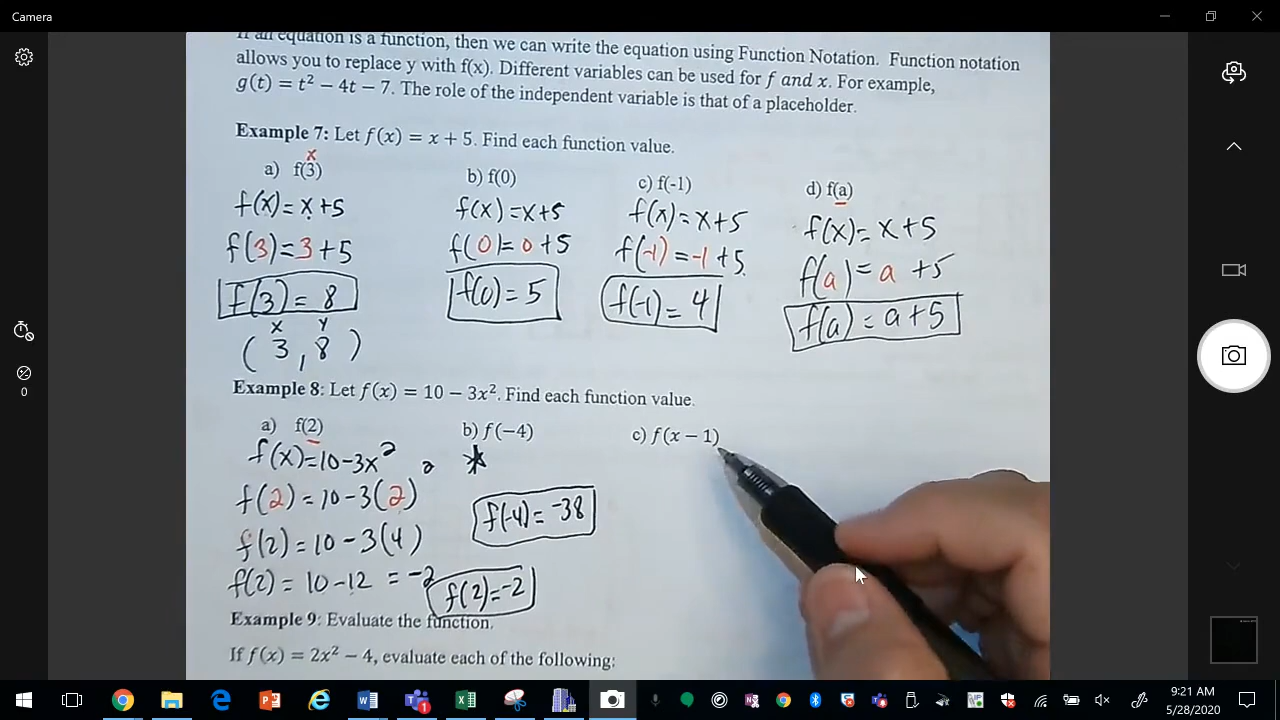 Camera
If an equation is a function, then we can write the equation using Function Notation. Function notation
allows you to replace y with f(x). Different variables can be used for f and x. For example,
g(t) = t² − 4t − 7. The role of the independent variable is that of a placeholder.
Example 7: Let f(x) = x + 5. Find each function value.
x
a) f(3) b) f(0) c) f(-1) d) f(a)
f(x)=x+5 f(x)=x+5 f(x)=x+5 f(x)=x+5
f(3)=3+5 f(0)=0+5 f(-1)=-1+5 f(a)=a+5
f(3)=8 f(0)=5 f(-1)=4 f(a)=a+5
x y
(3,8)
Example 8: Let f(x) = 10 − 3x². Find each function value.
a) f(2) b) f(−4) c) f(x − 1)
f(x)=10-3x²
f(2)=10-3(2)² f(-4)=-38
f(2)=10-3(4)
f(2)=10-12=-2 f(2)=-2
Example 9: Evaluate the function.
If f(x) = 2x² − 4, evaluate each of the following:
0
1
9:21 AM
5/28/2020